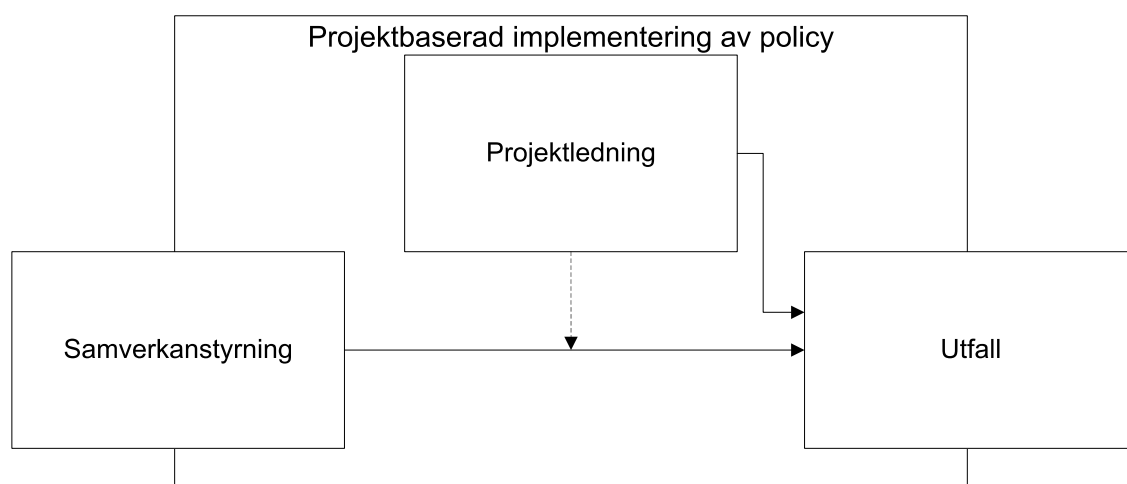 Projektbaserad implementering av policy
Projektledning
Samverkanstyrning
Utfall